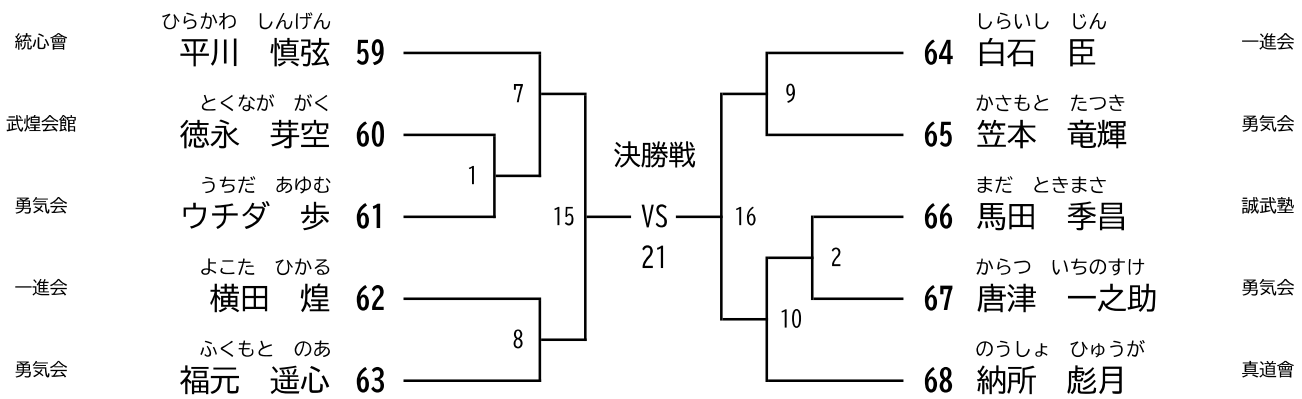 ひらかわ　しんげん
統心會　平川　慎弦　59
とくなが　がく
武煌会館　徳永　芽空　60
うちだ　あゆむ
勇気会　ウチダ　歩　61
よこた　ひかる
一進会　横田　煌　62
ふくもと　のあ
勇気会　福元　遥心　63
7
1
15
8
決勝戦
VS
21
9
16
2
10
しらいし　じん
64　白石　臣　一進会
かさもと　たつき
65　笠本　竜輝　勇気会
まだ　ときまさ
66　馬田　季昌　誠武塾
からつ　いちのすけ
67　唐津　一之助　勇気会
のうしょ　ひゅうが
68　納所　彪月　真道會